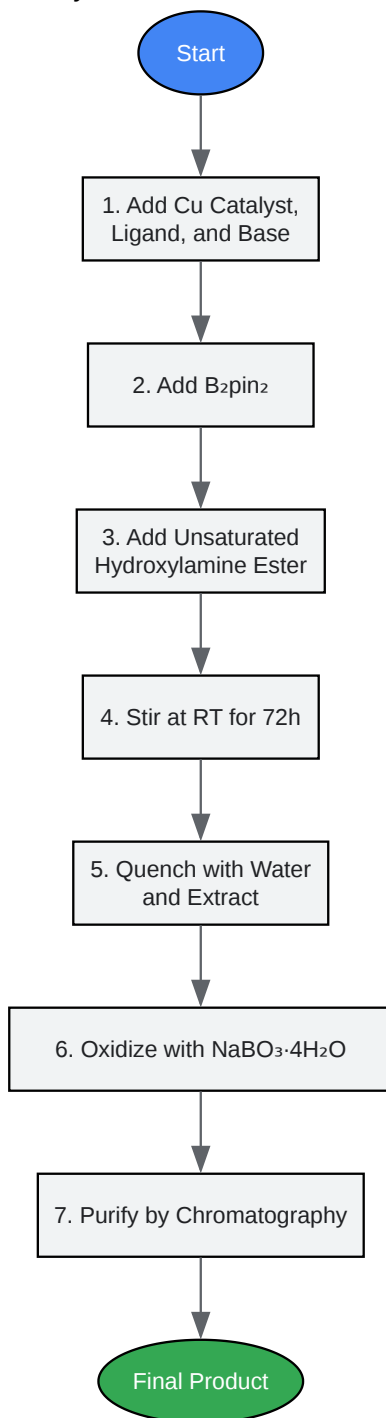 Start
1. Add Cu Catalyst,
Ligand, and Base
2. Add B₂pin₂
3. Add Unsaturated
Hydroxylamine Ester
4. Stir at RT for 72h
5. Quench with Water
and Extract
6. Oxidize with NaBO₃·4H₂O
7. Purify by Chromatography
Final Product